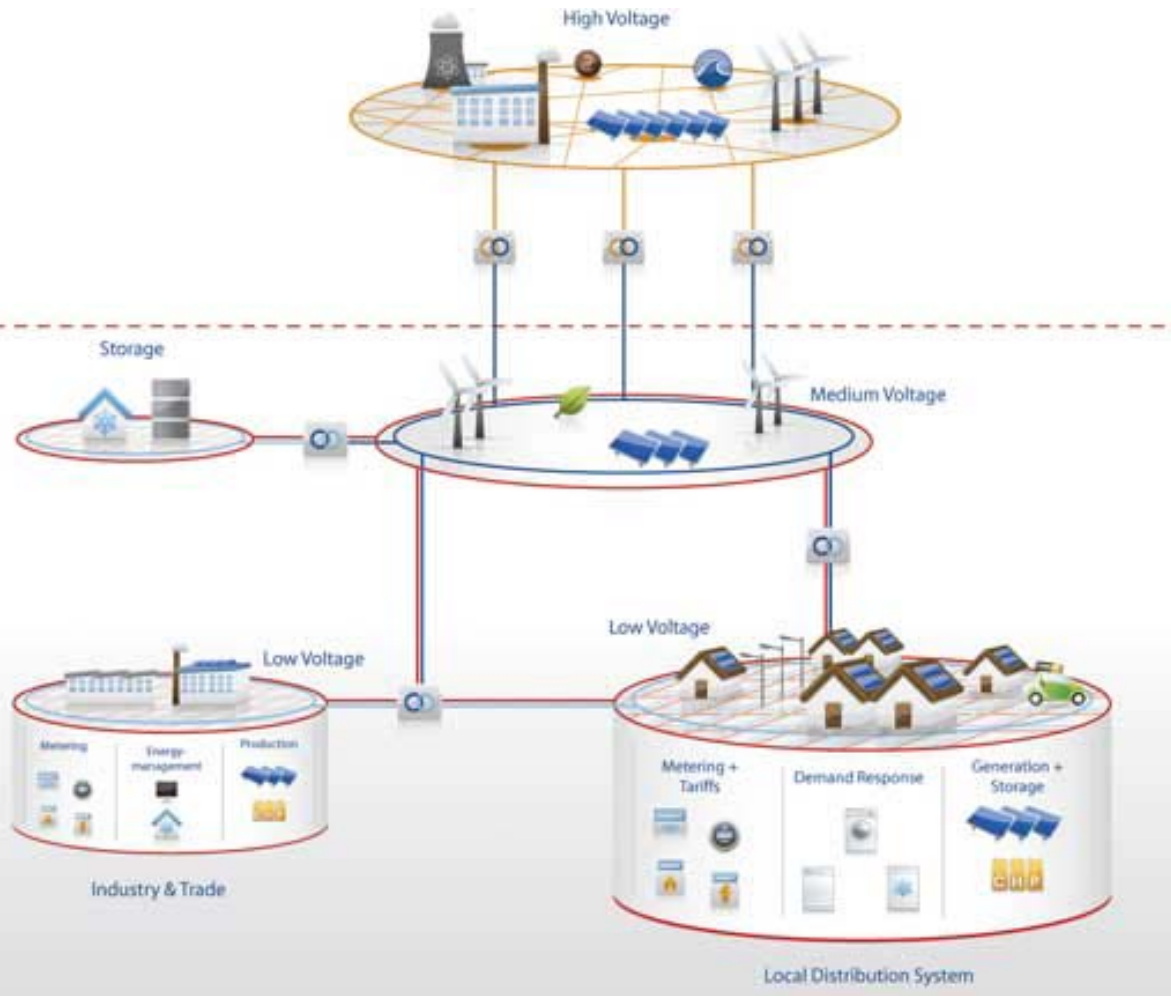 High Voltage
Storage
Medium Voltage
Low Voltage
Low Voltage
Metering
Energy-
management
Production
Metering +
Tariffs
Demand Response
Generation +
Storage
CHP
Industry & Trade
Local Distribution System